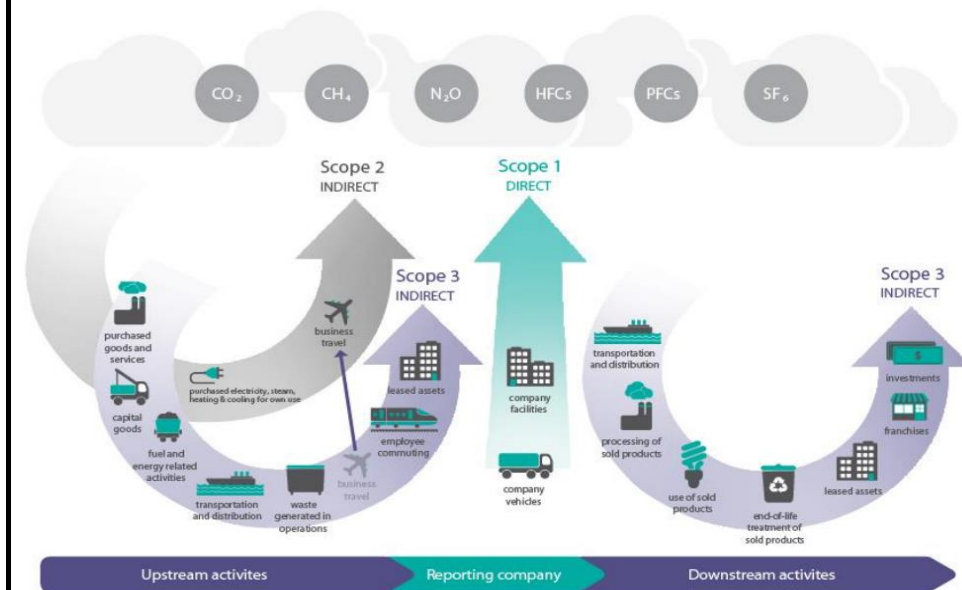 CO₂
CH₄
N₂O
HFCs
PFCs
SF₆
Scope 2
INDIRECT
Scope 1
DIRECT
Scope 3
INDIRECT
Scope 3
INDIRECT
purchased
goods and
services
capital
goods
fuel and
energy related
activities
transportation
and distribution
waste
generated in
operations
business
travel
employee
commuting
leased assets
purchased electricity, steam,
heating & cooling for own use
business
travel
company
facilities
company
vehicles
transportation
and distribution
processing of
sold products
use of sold
products
end-of-life
treatment of
sold products
leased assets
franchises
$
investments
Upstream activites
Reporting company
Downstream activites